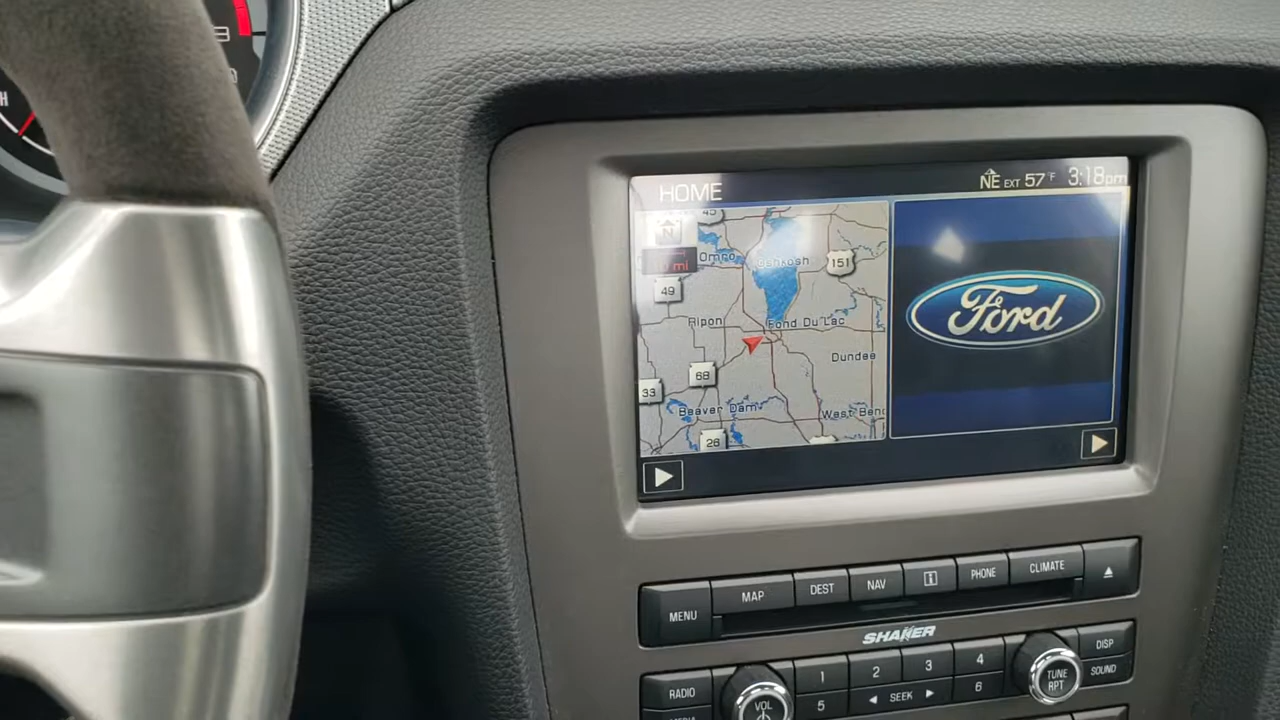 HOME
NE EXT 57°F 3:18pm
45
N
mi
Omro
Oshkosh
151
49
Ripon
Fond Du Lac
Dundee
68
33
Beaver Dam
West Bend
26
Ford
MENU
MAP
DEST
NAV
i
PHONE
CLIMATE
SHAKER
RADIO
VOL
1
2
3
4
5
SEEK
6
TUNE
RPT
DISP
SOUND
H